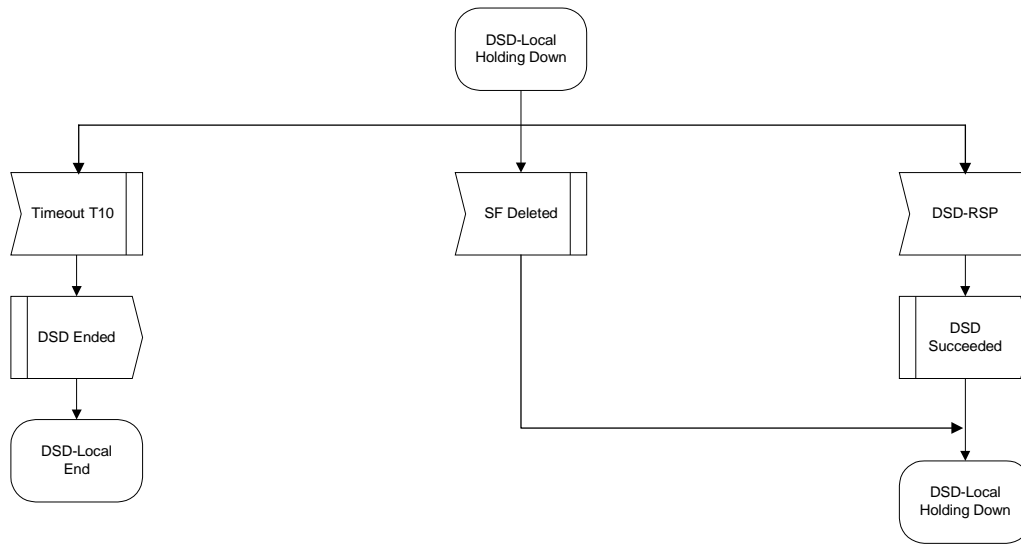 DSD-Local
Holding Down
Timeout T10
SF Deleted
DSD-RSP
DSD Ended
DSD
Succeeded
DSD-Local
End
DSD-Local
Holding Down